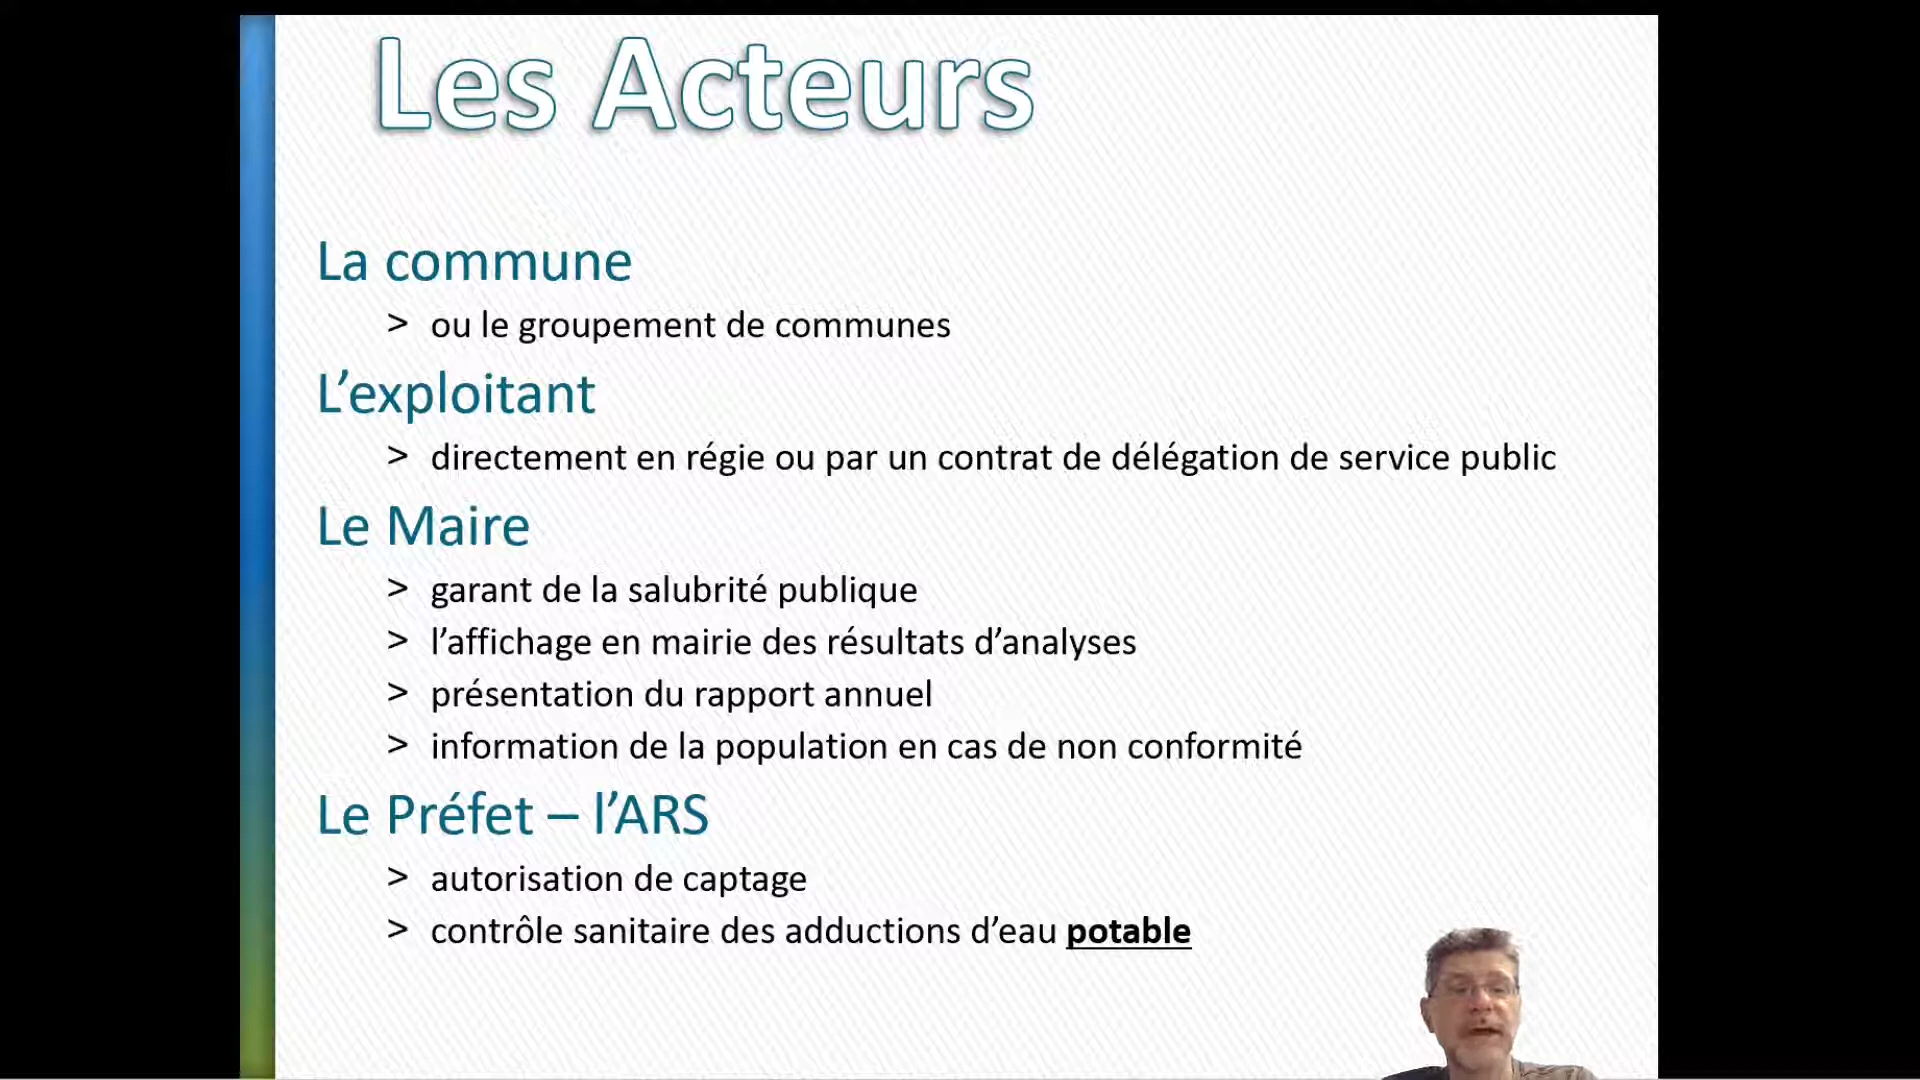 Les Acteurs
La commune
> ou le groupement de communes
L’exploitant
> directement en régie ou par un contrat de délégation de service public
Le Maire
> garant de la salubrité publique
> l’affichage en mairie des résultats d’analyses
> présentation du rapport annuel
> information de la population en cas de non conformité
Le Préfet – l’ARS
> autorisation de captage
> contrôle sanitaire des adductions d’eau potable